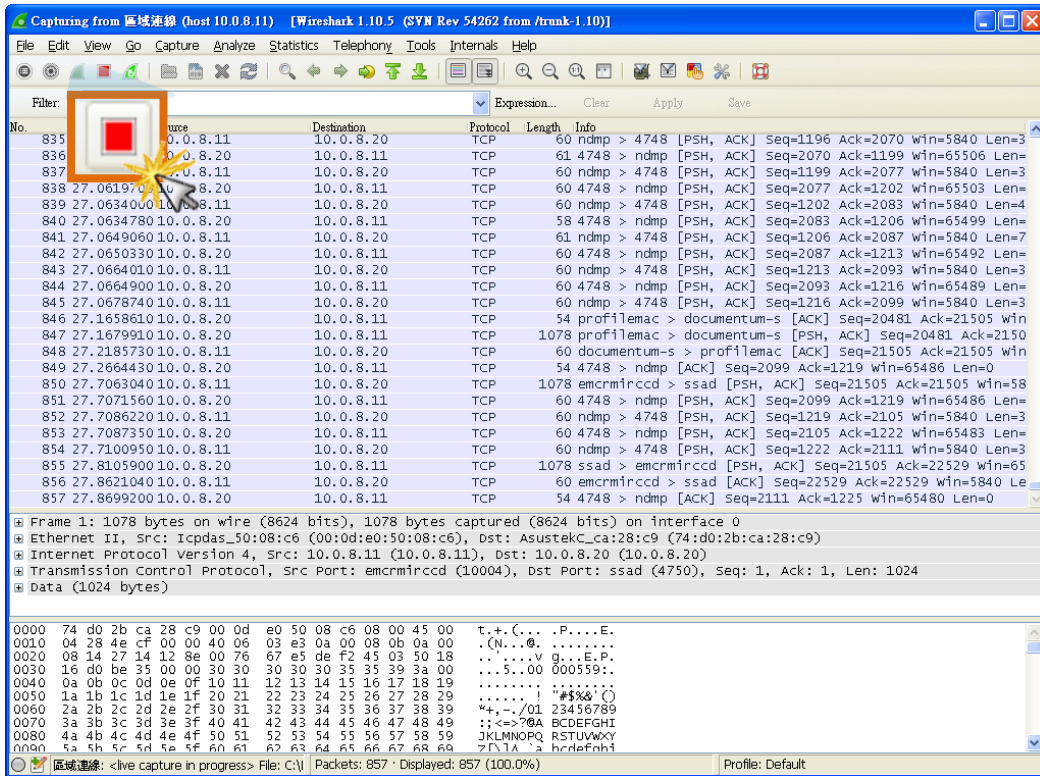 Capturing from 區域連線 (host 10.0.8.11) [Wireshark 1.10.5 (SVN Rev 54262 from /trunk-1.10)]
File Edit View Go Capture Analyze Statistics Telephony Tools Internals Help
Filter: Expression... Clear Apply Save
No. Destination Protocol Length Info
835 0.0.8.11 10.0.8.20 TCP 60 ndmp > 4748 [PSH, ACK] Seq=1196 Ack=2070 Win=5840 Len=3
836 0.8.20 10.0.8.11 TCP 61 4748 > ndmp [PSH, ACK] Seq=2070 Ack=1199 Win=65506 Len=
837 0.8.11 10.0.8.20 TCP 60 ndmp > 4748 [PSH, ACK] Seq=1199 Ack=2077 Win=5840 Len=3
838 27.06197 8.20 10.0.8.11 TCP 60 4748 > ndmp [PSH, ACK] Seq=2077 Ack=1202 Win=65503 Len=
839 27.06340 8.11 10.0.8.20 TCP 60 ndmp > 4748 [PSH, ACK] Seq=1202 Ack=2083 Win=5840 Len=4
840 27.0634780 10.0.8.20 10.0.8.11 TCP 58 4748 > ndmp [PSH, ACK] Seq=2083 Ack=1206 Win=65499 Len=
841 27.0649060 10.0.8.11 10.0.8.20 TCP 61 ndmp > 4748 [PSH, ACK] Seq=1206 Ack=2087 Win=5840 Len=7
842 27.0650330 10.0.8.20 10.0.8.11 TCP 60 4748 > ndmp [PSH, ACK] Seq=2087 Ack=1213 Win=65492 Len=
843 27.0664010 10.0.8.11 10.0.8.20 TCP 60 ndmp > 4748 [PSH, ACK] Seq=1213 Ack=2093 Win=5840 Len=3
844 27.0664900 10.0.8.20 10.0.8.11 TCP 60 4748 > ndmp [PSH, ACK] Seq=2093 Ack=1216 Win=65489 Len=
845 27.0678740 10.0.8.11 10.0.8.20 TCP 60 ndmp > 4748 [PSH, ACK] Seq=1216 Ack=2099 Win=5840 Len=3
846 27.1658610 10.0.8.20 10.0.8.11 TCP 54 profilemac > documentum-s [ACK] Seq=20481 Ack=21505 Win
847 27.1679910 10.0.8.20 10.0.8.11 TCP 1078 profilemac > documentum-s [PSH, ACK] Seq=20481 Ack=2150
848 27.2185730 10.0.8.11 10.0.8.20 TCP 60 documentum-s > profilemac [ACK] Seq=21505 Ack=21505 Win
849 27.2664430 10.0.8.20 10.0.8.11 TCP 54 4748 > ndmp [ACK] Seq=2099 Ack=1219 Win=65486 Len=0
850 27.7063040 10.0.8.11 10.0.8.20 TCP 1078 emcrmirccd > ssad [PSH, ACK] Seq=21505 Ack=21505 Win=58
851 27.7071560 10.0.8.20 10.0.8.11 TCP 60 4748 > ndmp [PSH, ACK] Seq=2099 Ack=1219 Win=65486 Len=
852 27.7086220 10.0.8.11 10.0.8.20 TCP 60 ndmp > 4748 [PSH, ACK] Seq=1219 Ack=2105 Win=5840 Len=3
853 27.7087350 10.0.8.20 10.0.8.11 TCP 60 4748 > ndmp [PSH, ACK] Seq=2105 Ack=1222 Win=65483 Len=
854 27.7100950 10.0.8.11 10.0.8.20 TCP 60 ndmp > 4748 [PSH, ACK] Seq=1222 Ack=2111 Win=5840 Len=3
855 27.8105900 10.0.8.20 10.0.8.11 TCP 1078 ssad > emcrmirccd [PSH, ACK] Seq=21505 Ack=22529 Win=65
856 27.8621040 10.0.8.11 10.0.8.20 TCP 60 emcrmirccd > ssad [ACK] Seq=22529 Ack=22529 Win=5840 Le
857 27.8699200 10.0.8.20 10.0.8.11 TCP 54 4748 > ndmp [ACK] Seq=2111 Ack=1225 Win=65480 Len=0
Frame 1: 1078 bytes on wire (8624 bits), 1078 bytes captured (8624 bits) on interface 0
Ethernet II, Src: Icpdas_50:08:c6 (00:0d:e0:50:08:c6), Dst: AsustekC_ca:28:c9 (74:d0:2b:ca:28:c9)
Internet Protocol Version 4, Src: 10.0.8.11 (10.0.8.11), Dst: 10.0.8.20 (10.0.8.20)
Transmission Control Protocol, Src Port: emcrmirccd (10004), Dst Port: ssad (4750), Seq: 1, Ack: 1, Len: 1024
Data (1024 bytes)
0000 74 d0 2b ca 28 c9 00 0d e0 50 08 c6 08 00 45 00 t.+.(... .P....E.
0010 04 28 4e cf 00 00 40 06 03 e3 0a 00 08 0b 0a 00 .(N...@. ........
0020 08 14 27 14 12 8e 00 76 67 e5 de f2 45 03 50 18 ..'....v g...E.P.
0030 16 d0 be 35 00 00 30 30 30 30 30 35 35 39 3a 00 ...5..00 000559:.
0040 0a 0b 0c 0d 0e 0f 10 11 12 13 14 15 16 17 18 19 ........ ........
0050 1a 1b 1c 1d 1e 1f 20 21 22 23 24 25 26 27 28 29 ...... ! "#$%&'()
0060 2a 2b 2c 2d 2e 2f 30 31 32 33 34 35 36 37 38 39 *+,-./01 23456789
0070 3a 3b 3c 3d 3e 3f 40 41 42 43 44 45 46 47 48 49 :;<=>?@A BCDEFGHI
0080 4a 4b 4c 4d 4e 4f 50 51 52 53 54 55 56 57 58 59 JKLMNOPQ RSTUVWXY
0090 5a 5b 5c 5d 5e 5f 60 61 62 63 64 65 66 67 68 69 Z[\]^_`a bcdefghi
區域連線: <live capture in progress> File: C:\ Packets: 857 · Displayed: 857 (100.0%) Profile: Default